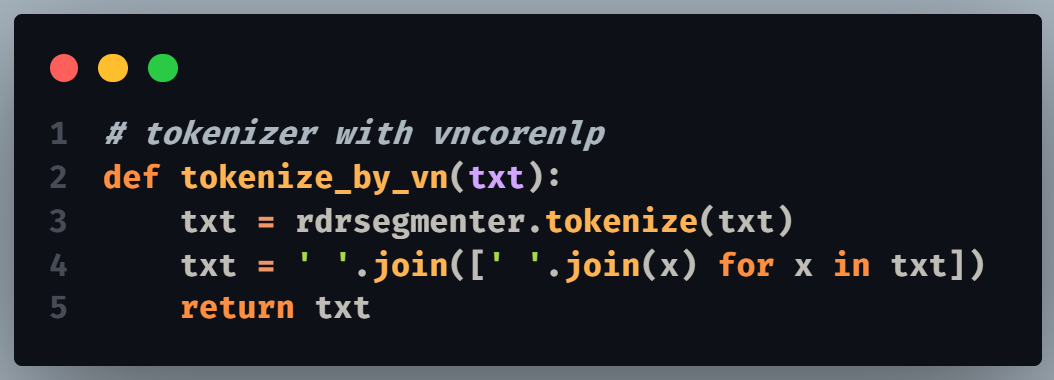 1 # tokenizer with vncorenlp
2 def tokenize_by_vn(txt):
3     txt = rdrsegmenter.tokenize(txt)
4     txt = ' '.join([' '.join(x) for x in txt])
5     return txt